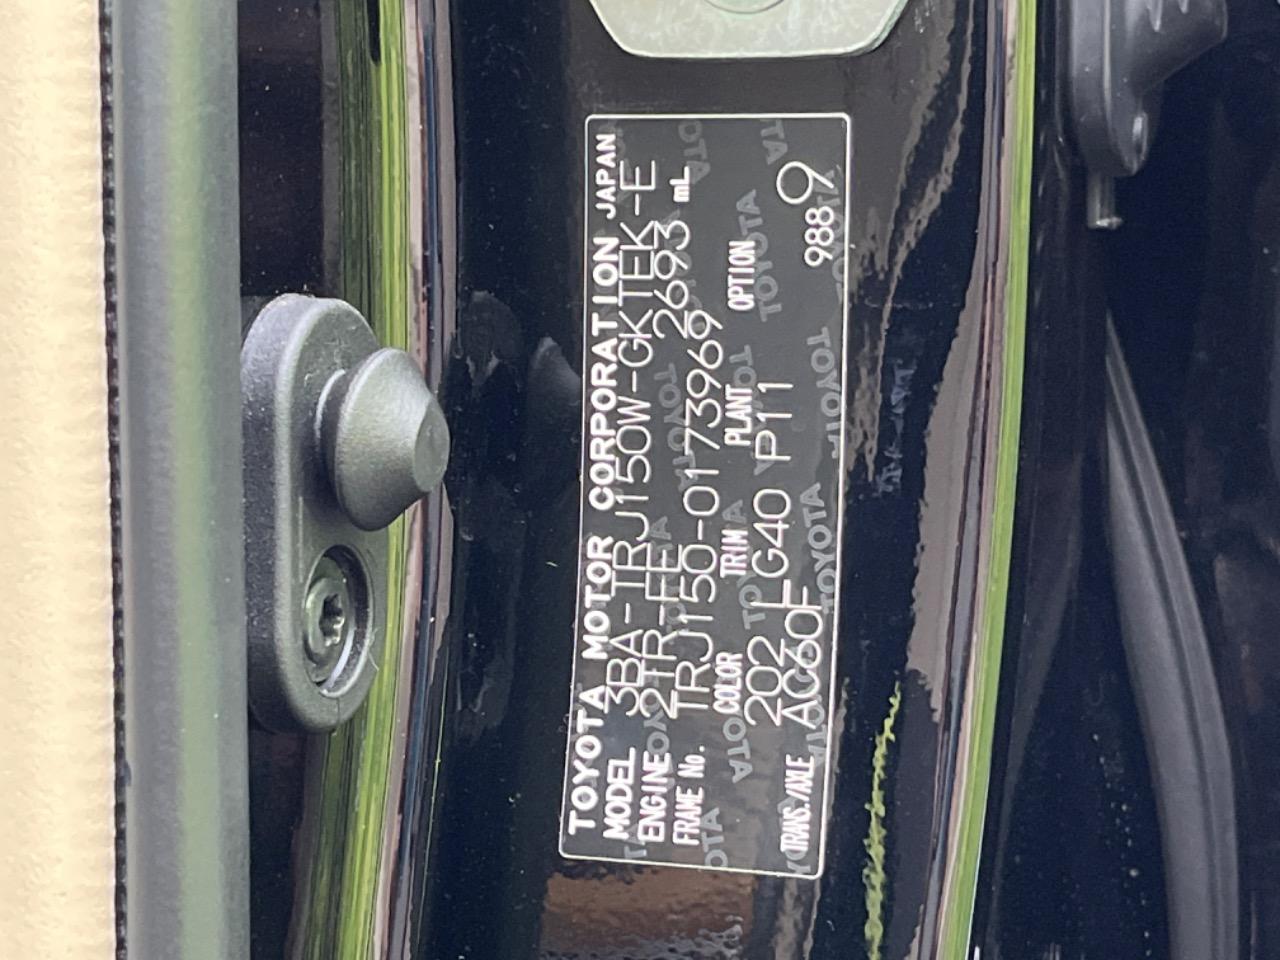 TOYOTA MOTOR CORPORATION JAPAN
MODEL 3BA-TRJ150W-GKTEK-E
ENGINE 2TR-FE 2693 mL
FRAME No. TRJ150-0173969
COLOR TRIM PLANT OPTION
202 LG40 P11
TRANS./AXLE AC60F 9889